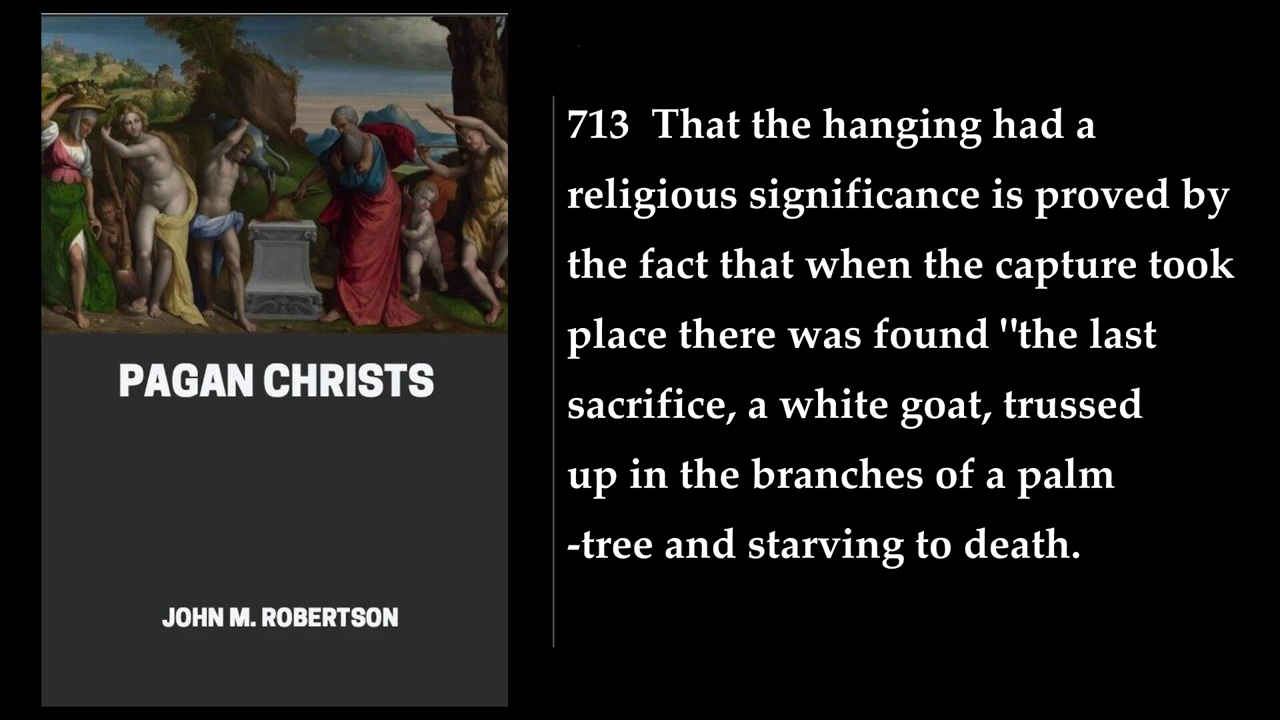 PAGAN CHRISTS
JOHN M. ROBERTSON
713 That the hanging had a
religious significance is proved by
the fact that when the capture took
place there was found "the last
sacrifice, a white goat, trussed
up in the branches of a palm
-tree and starving to death.